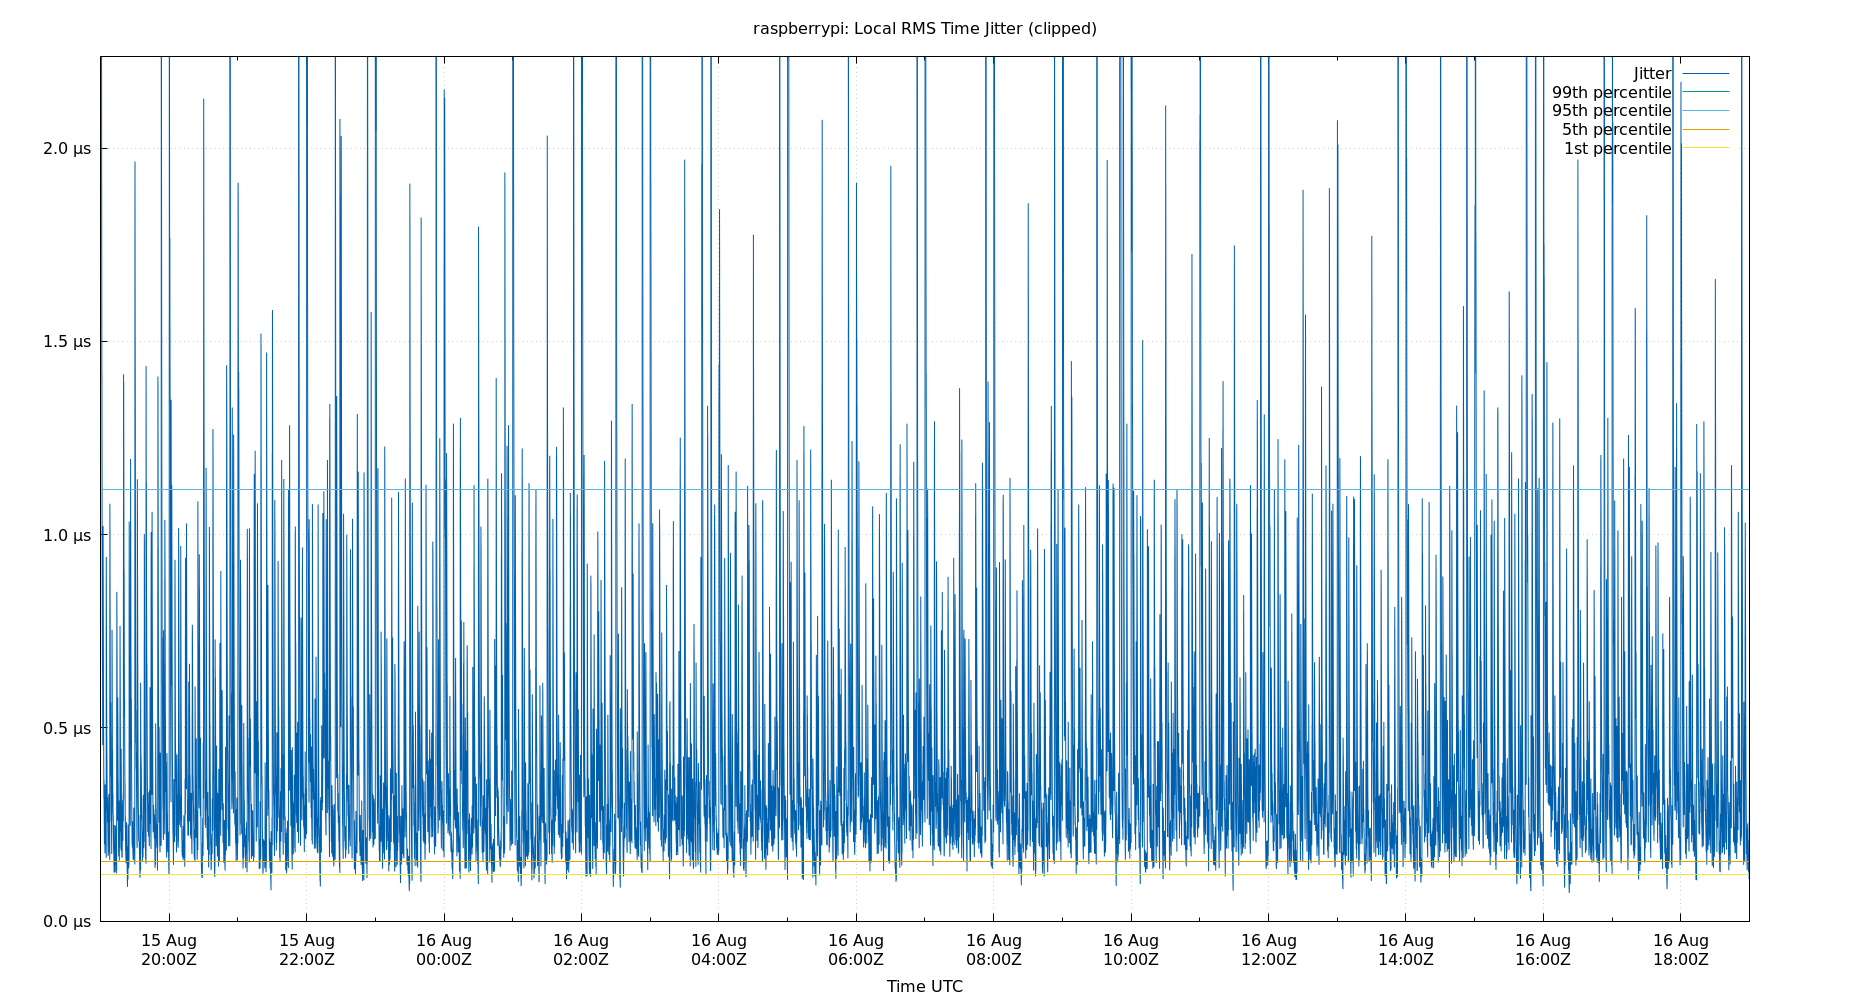 raspberrypi: Local RMS Time Jitter (clipped)
Jitter
99th percentile
95th percentile
5th percentile
1st percentile
2.0 µs
1.5 µs
1.0 µs
0.5 µs
0.0 µs
15 Aug 15 Aug 16 Aug 16 Aug 16 Aug 16 Aug 16 Aug 16 Aug 16 Aug 16 Aug 16 Aug 16 Aug
20:00Z 22:00Z 00:00Z 02:00Z 04:00Z 06:00Z 08:00Z 10:00Z 12:00Z 14:00Z 16:00Z 18:00Z
Time UTC